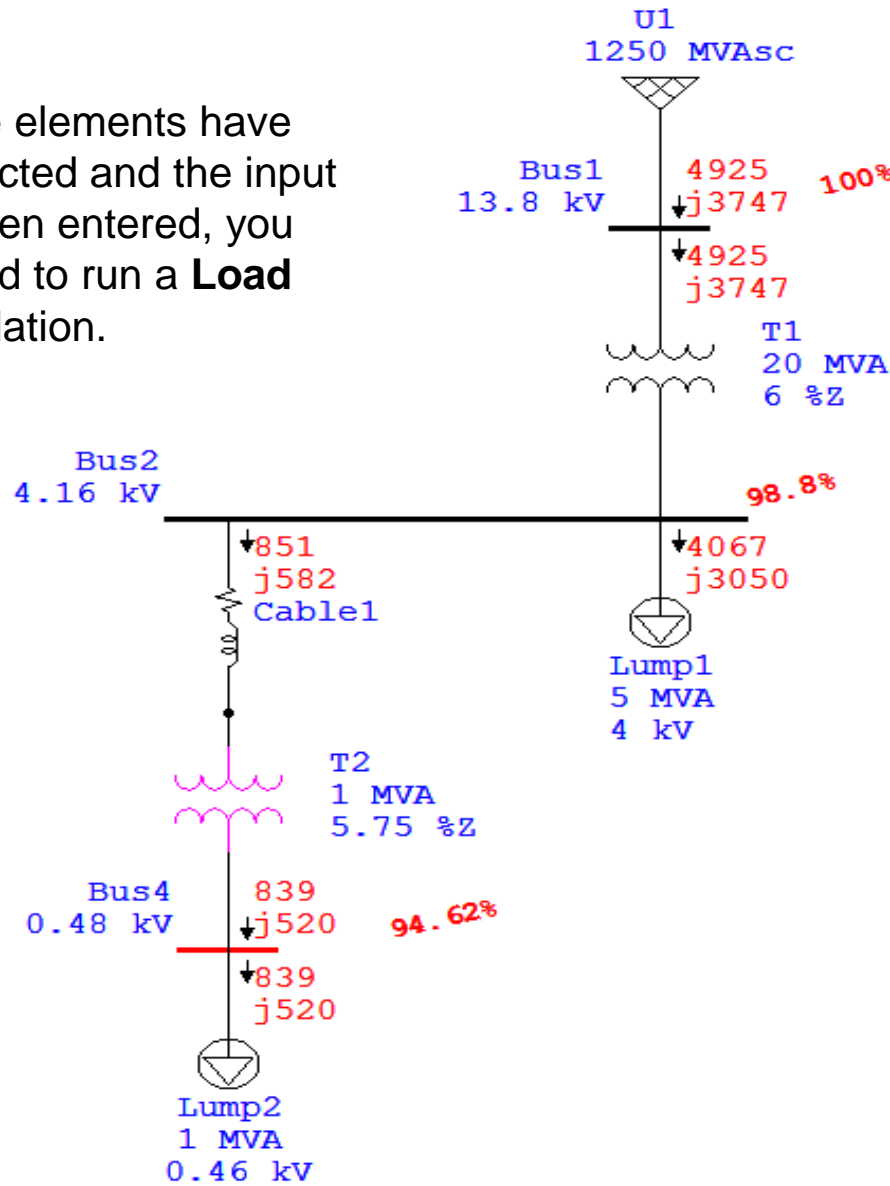 elements have
cted and the input
en entered, you
d to run a Load
lation.
U1
1250 MVAsc
Bus1
13.8 kV
4925
j3747
100%
4925
j3747
T1
20 MVA
6 %Z
Bus2
4.16 kV
98.8%
851
j582
Cable1
4067
j3050
Lump1
5 MVA
4 kV
T2
1 MVA
5.75 %Z
Bus4
0.48 kV
839
j520
94.62%
839
j520
Lump2
1 MVA
0.46 kV